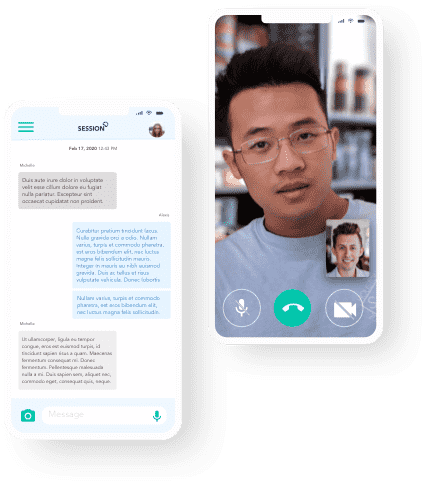 SESSION
Feb 17, 2020 12:42 PM
Michelle
Duis aute irure dolor in voluptate
velit esse cillum dolore eu fugiat
nulla pariatur. Excepteur sint
occaecat cupidatat non proident
Curabitur pretium tincidunt lacus.
Nulla gravida orci a odio. Nullam
varius, turpis et commodo pharetra,
est eros bibendum elit, nec luctus
magna felis sollicitudin mauris.
Integer in mauris eu nibh euismod
gravida. Duis ac tellus et risus
vulputate vehicula. Donec lobortis
Nullam varius, turpis et commodo
pharetra, est eros bibendum elit,
nec luctus magna felis sollicitudin.
Michelle
Ut ullamcorper, ligula eu tempor
congue, eros est euismod turpis, id
tincidunt sapien risus a quam. Maecenas
fermentum consequat mi. Donec
fermentum. Pellentesque malesuada
nulla a mi. Duis sapien sem, aliquet nec,
commodo eget, consequat quis, neque.
Message